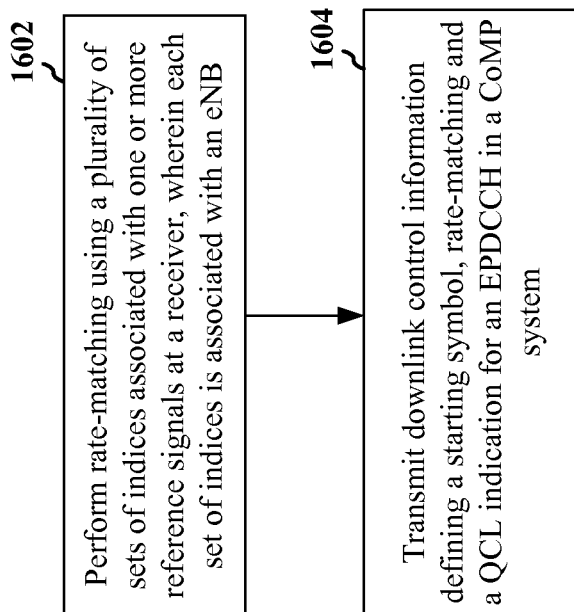 1602
Perform rate-matching using a plurality of
sets of indices associated with one or more
reference signals at a receiver, wherein each
set of indices is associated with an eNB
1604
Transmit downlink control information
defining a starting symbol, rate-matching and
a QCL indication for an EPDCCH in a CoMP
system